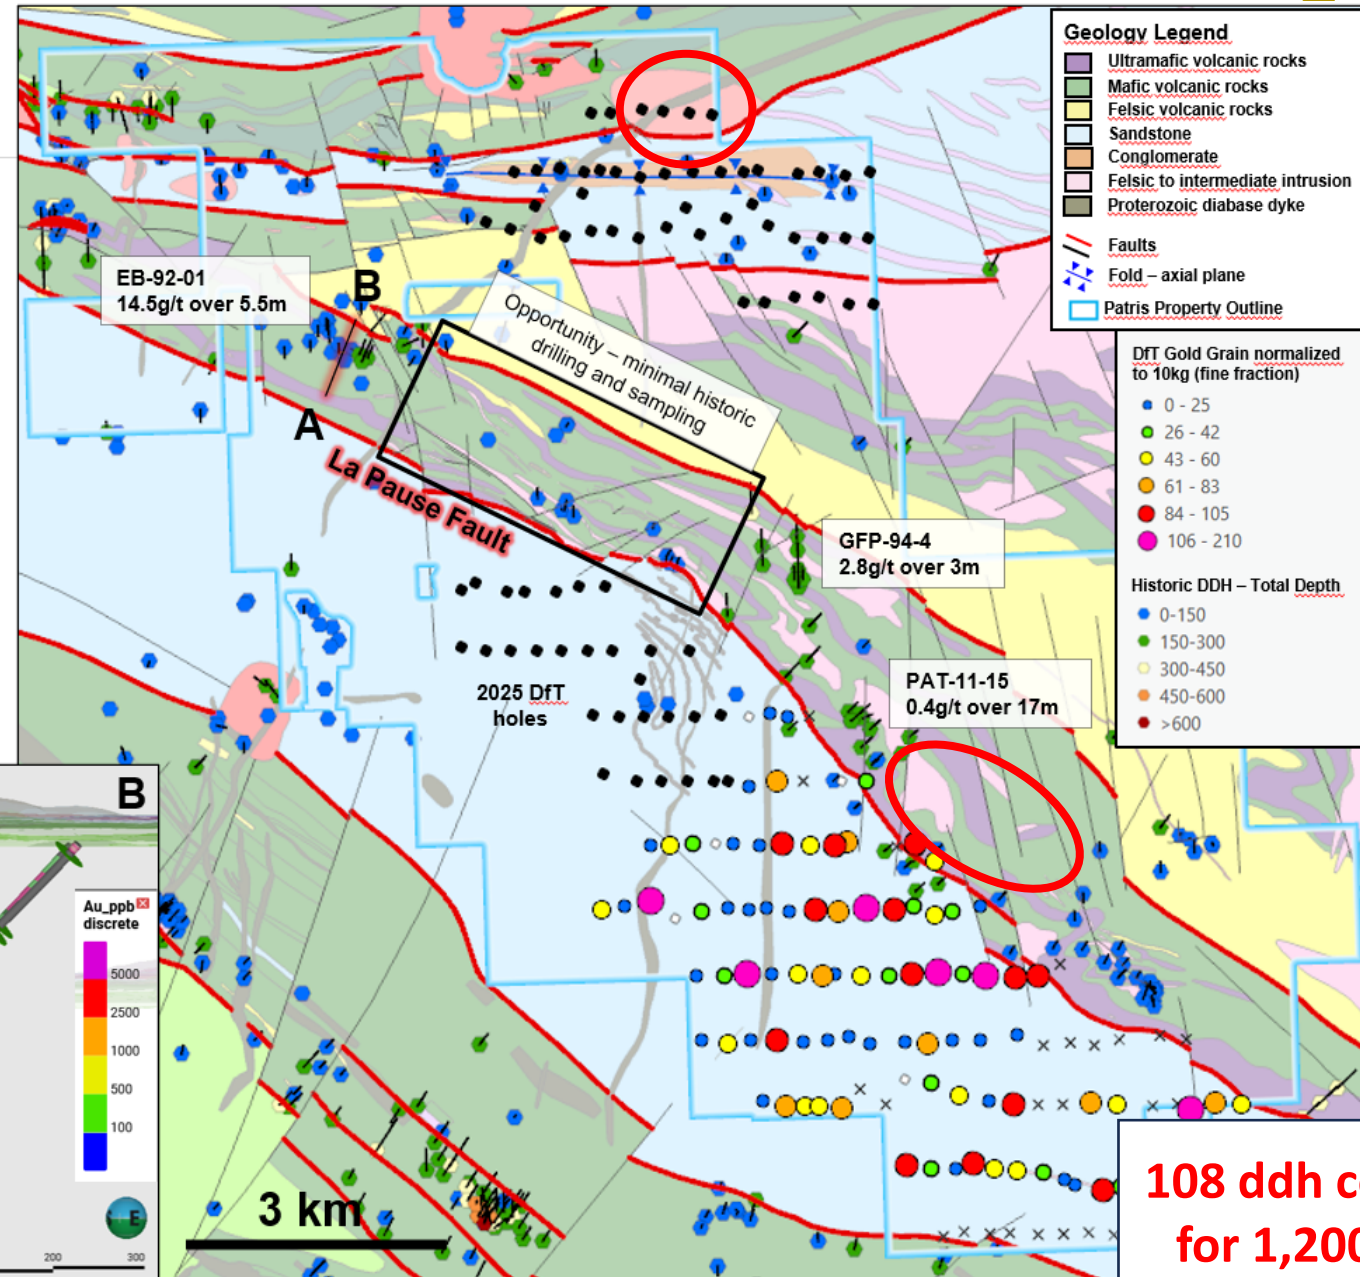 Geology Legend
Ultramafic volcanic rocks
Mafic volcanic rocks
Felsic volcanic rocks
Sandstone
Conglomerate
Felsic to intermediate intrusion
Proterozoic diabase dyke
Faults
Fold – axial plane
Patris Property Outline
DfT Gold Grain normalized
to 10kg (fine fraction)
0 - 25
26 - 42
43 - 60
61 - 83
84 - 105
106 - 210
Historic DDH – Total Depth
0-150
150-300
300-450
450-600
>600
EB-92-01
14.5g/t over 5.5m
B
A
Opportunity – minimal historic
drilling and sampling
La Pause Fault
GFP-94-4
2.8g/t over 3m
PAT-11-15
0.4g/t over 17m
2025 DfT
holes
B
Au_ppb
discrete
5000
2500
1000
500
100
E
200
300
3 km
108 ddh
for 1,200